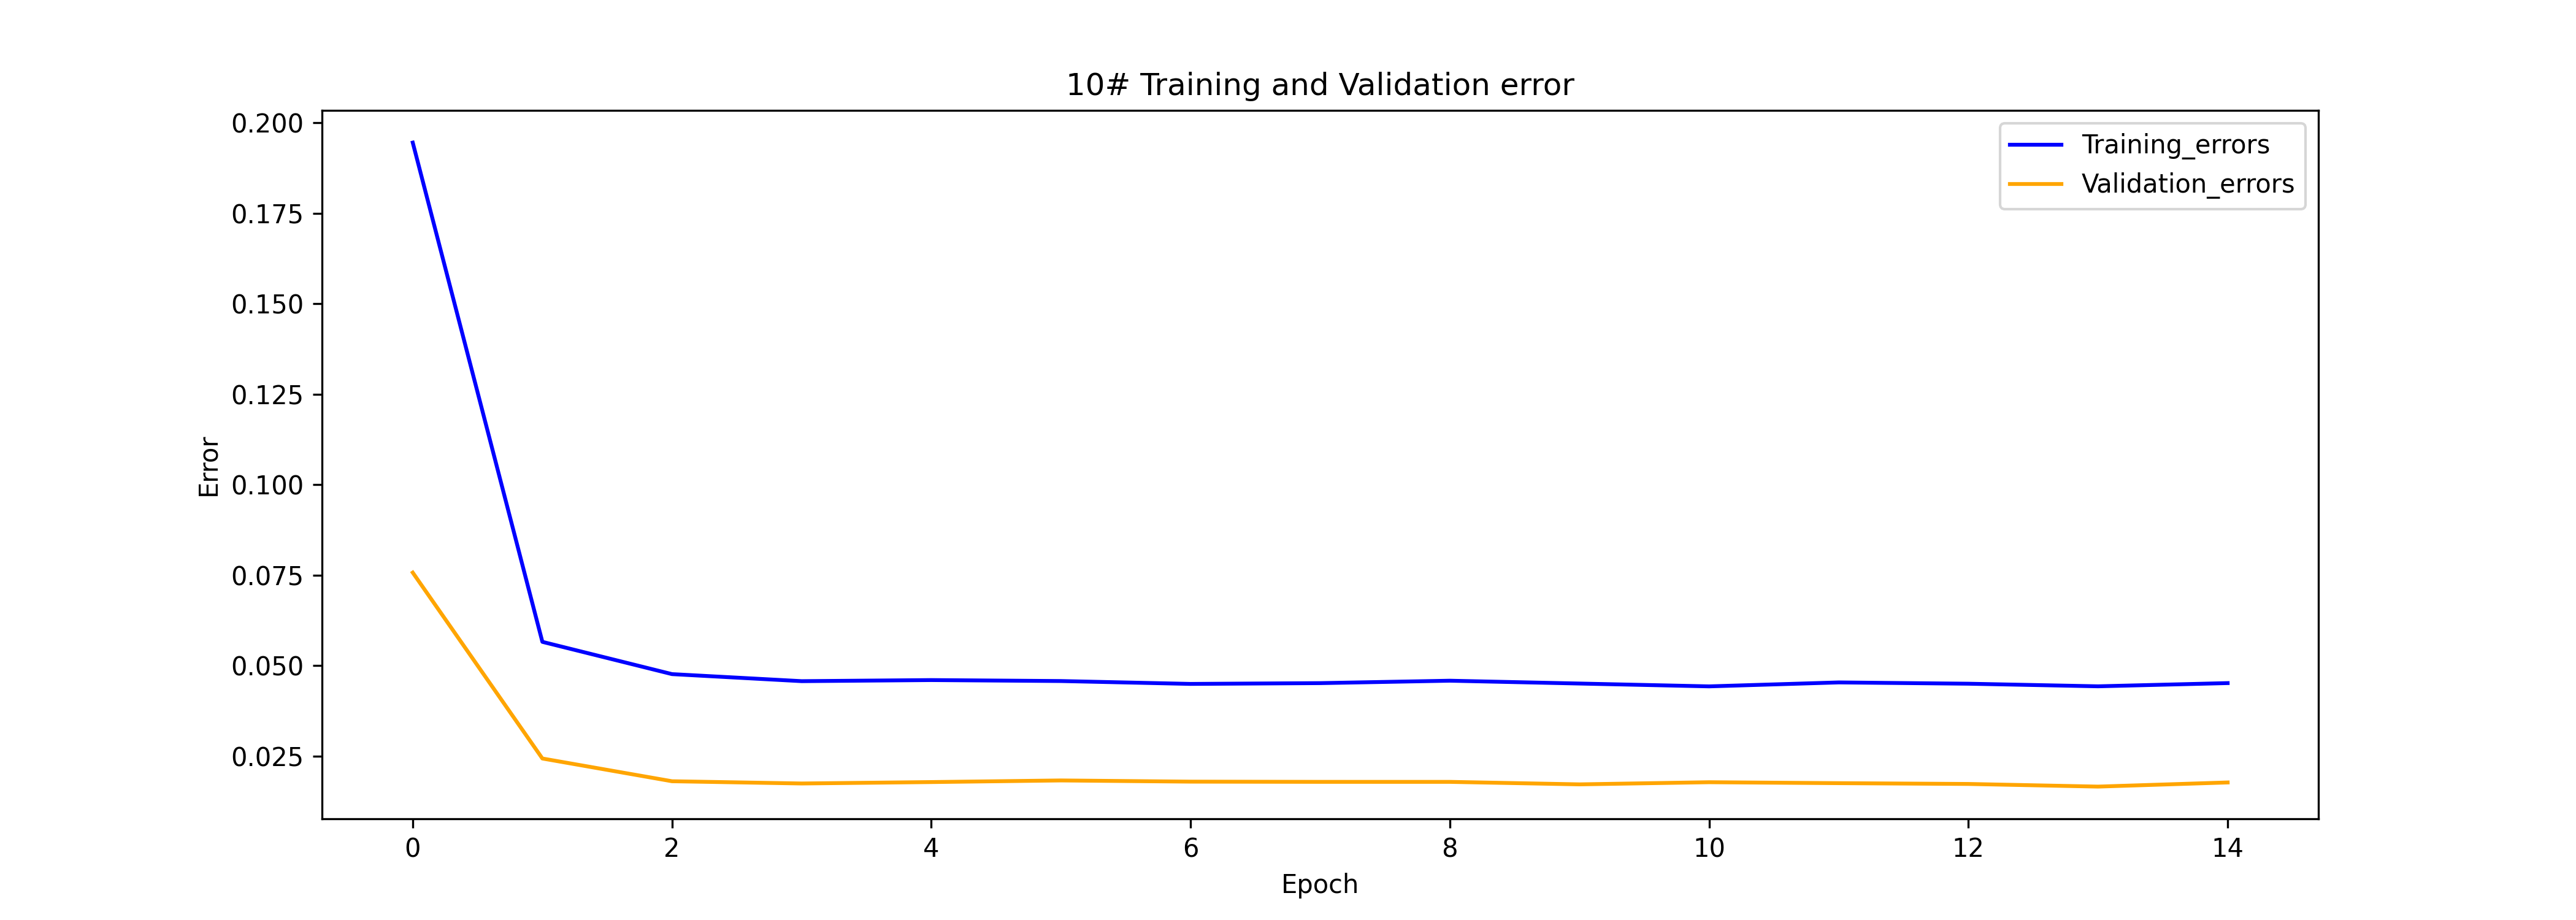 10# Training and Validation error
Training_errors
Validation_errors
0.200
0.175
0.150
0.125
0.100
0.075
0.050
0.025
Error
0 2 4 6 8 10 12 14
Epoch